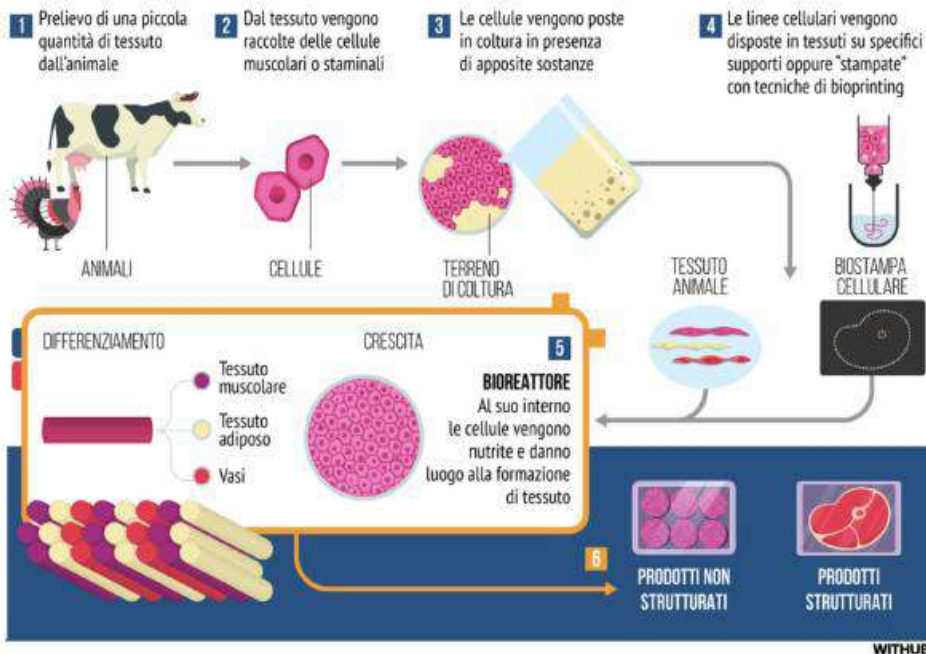 1 Prelievo di una piccola
quantità di tessuto
dall'animale
2 Dal tessuto vengono
raccolte delle cellule
muscolari o staminali
3 Le cellule vengono poste
in coltura in presenza
di apposite sostanze
4 Le linee cellulari vengono
disposte in tessuti su specifici
supporti oppure "stampate"
con tecniche di bioprinting
ANIMALI
CELLULE
TERRENO
DI COLTURA
TESSUTO
ANIMALE
BIOSTAMPA
CELLULARE
DIFFERENZIAMENTO
Tessuto
muscolare
Tessuto
adiposo
Vasi
CRESCITA
5
BIOREATTORE
Al suo interno
le cellule vengono
nutrite e danno
luogo alla formazione
di tessuto
6
PRODOTTI NON
STRUTTURATI
PRODOTTI
STRUTTURATI
WITHUB